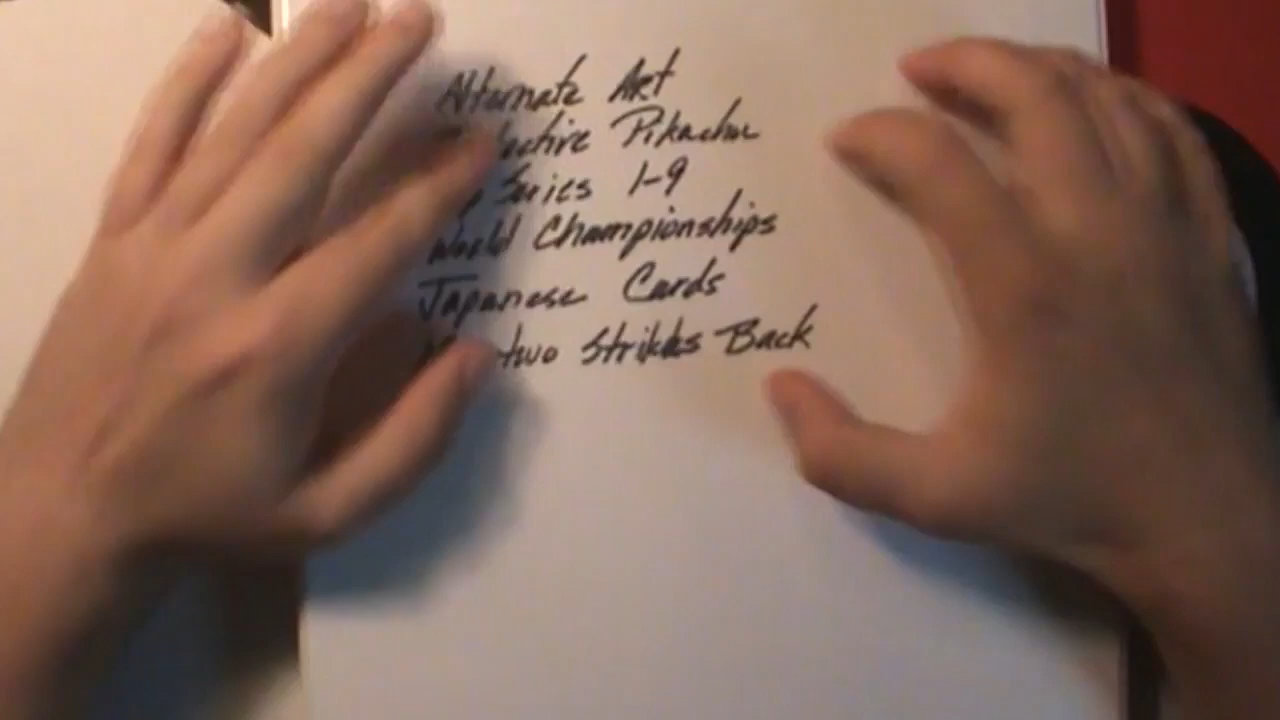 Alternate Art
Pikachu
Series 1-9
World Championships
Japanese Cards
Strikes Back